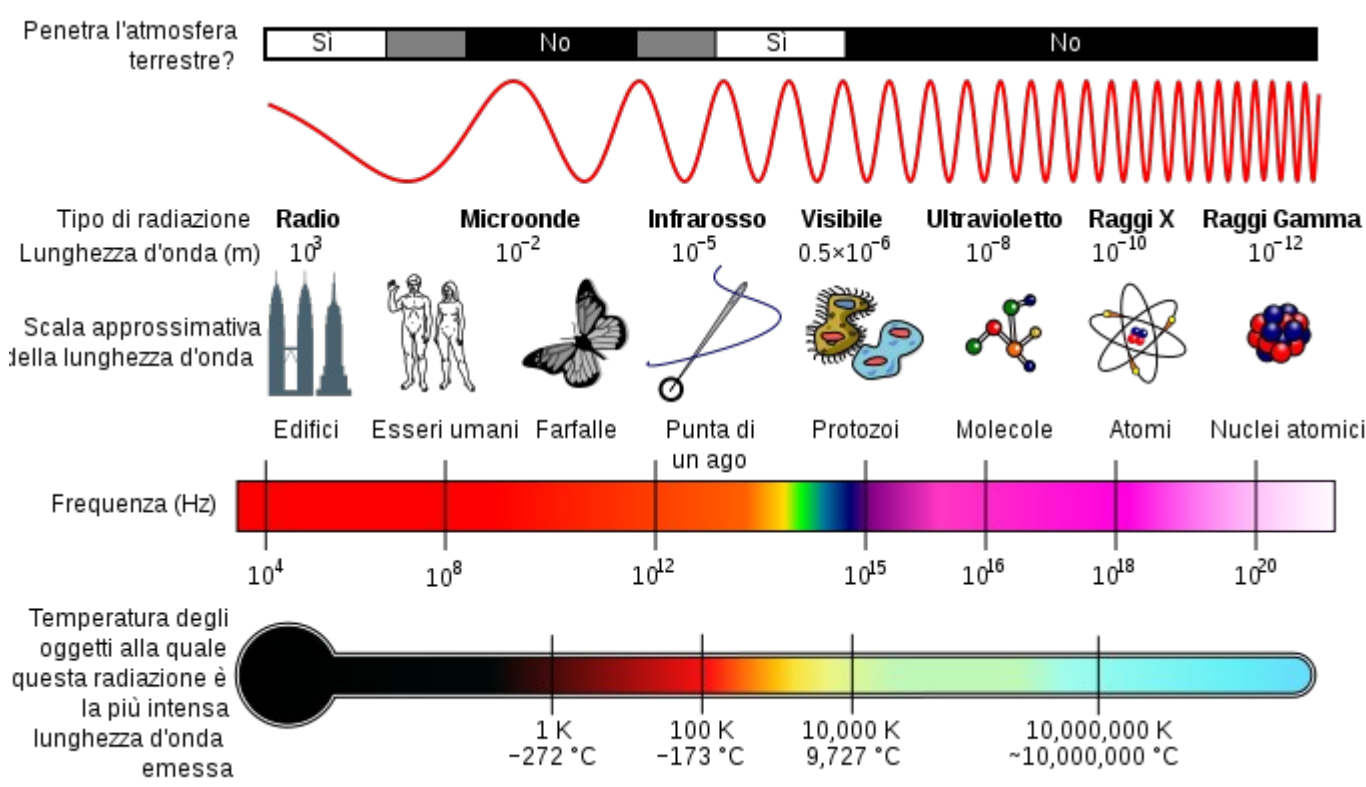 Penetra l'atmosfera
terrestre?
Sì No Sì No
Tipo di radiazione Radio Microonde Infrarosso Visibile Ultravioletto Raggi X Raggi Gamma
Lunghezza d'onda (m) 10³ 10⁻² 10⁻⁵ 0.5×10⁻⁶ 10⁻⁸ 10⁻¹⁰ 10⁻¹²
Scala approssimativa
della lunghezza d'onda
Edifici Esseri umani Farfalle Punta di Protozoi Molecole Atomi Nuclei atomici
un ago
Frequenza (Hz)
10⁴ 10⁸ 10¹² 10¹⁵ 10¹⁶ 10¹⁸ 10²⁰
Temperatura degli
oggetti alla quale
questa radiazione è
la più intensa
lunghezza d'onda
emessa
1 K 100 K 10,000 K 10,000,000 K
−272 °C −173 °C 9,727 °C ~10,000,000 °C